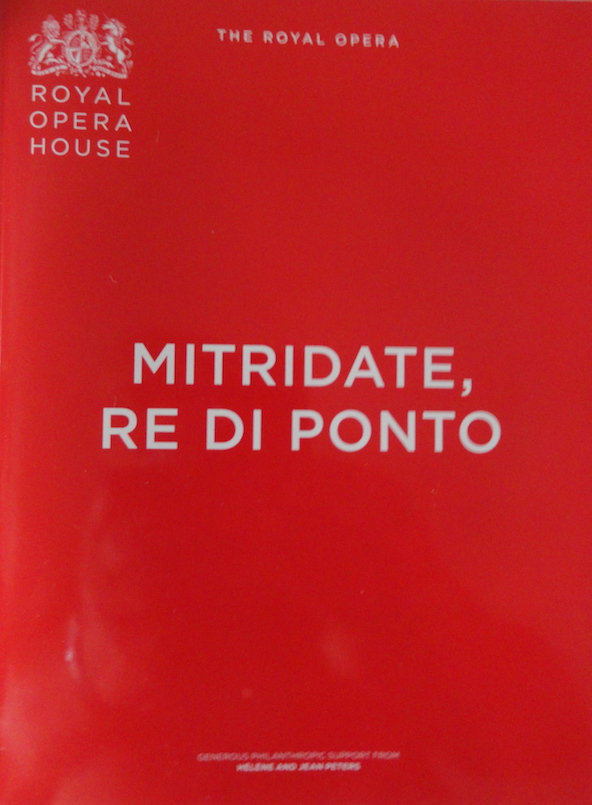 THE ROYAL OPERA
ROYAL
OPERA
HOUSE
MITRIDATE,
RE DI PONTO
GENEROUS PHILANTHROPIC SUPPORT FROM
HÉLÈNE AND JEAN PETERS